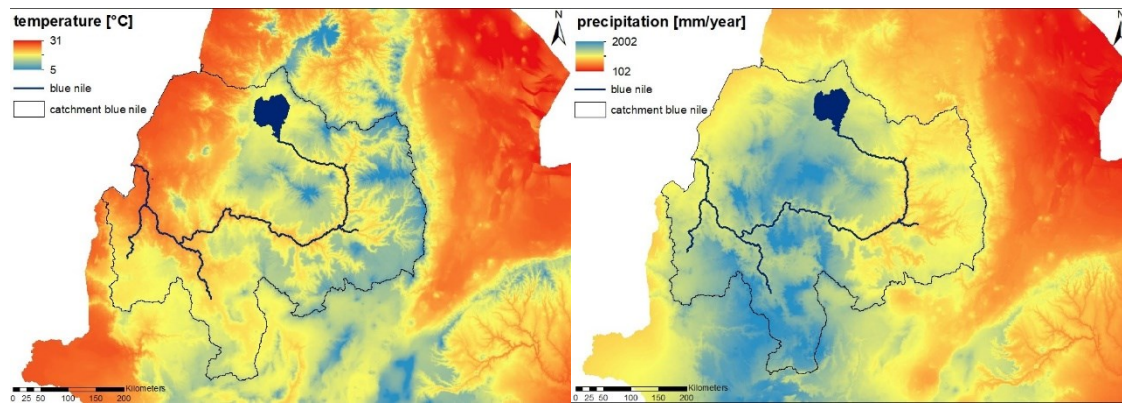 temperature [°C]
31
5
blue nile
catchment blue nile
N
Kilometers
0 25 50 100 150 200
precipitation [mm/year]
2002
102
blue nile
catchment blue nile
N
Kilometers
0 25 50 100 150 200